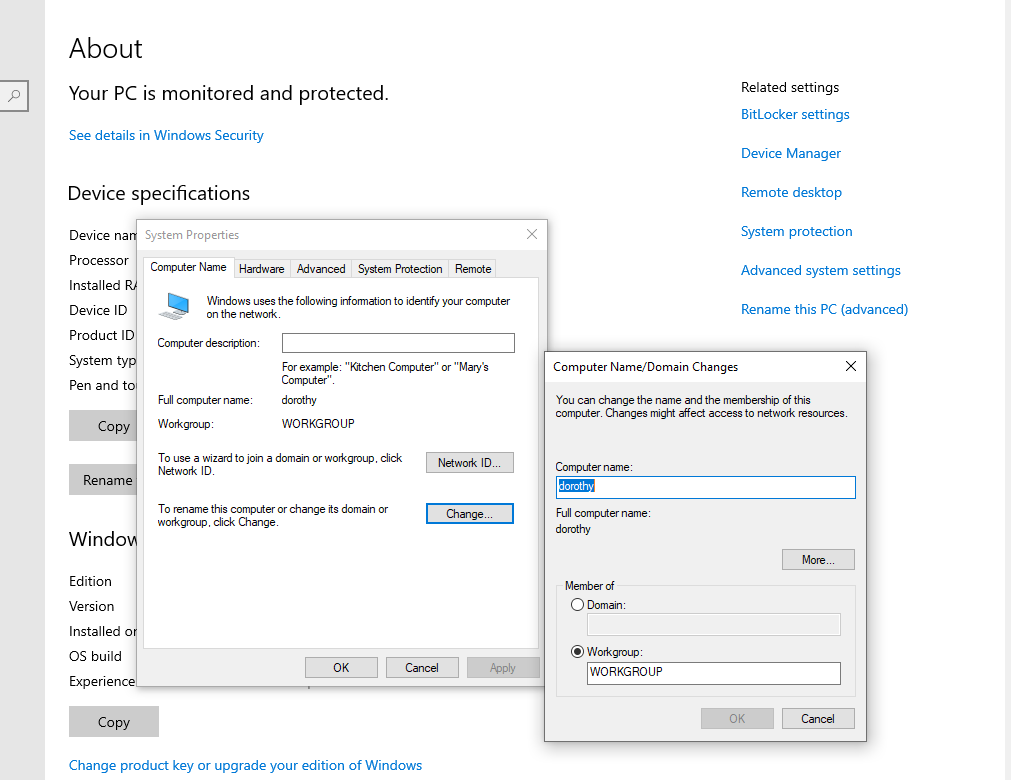 About
Your PC is monitored and protected.
See details in Windows Security
Device specifications
Device nam
Processor
Installed RA
Device ID
Product ID
System typ
Pen and to
Copy
Rename
Window
Edition
Version
Installed on
OS build
Experience
Copy
Change product key or upgrade your edition of Windows
Related settings
BitLocker settings
Device Manager
Remote desktop
System protection
Advanced system settings
Rename this PC (advanced)
System Properties
Computer Name
Hardware
Advanced
System Protection
Remote
Windows uses the following information to identify your computer
on the network.
Computer description:
For example: "Kitchen Computer" or "Mary's
Computer".
Full computer name: dorothy
Workgroup: WORKGROUP
To use a wizard to join a domain or workgroup, click
Network ID.
Network ID...
To rename this computer or change its domain or
workgroup, click Change.
Change...
OK
Cancel
Apply
Computer Name/Domain Changes
You can change the name and the membership of this
computer. Changes might affect access to network resources.
Computer name:
dorothy
Full computer name:
dorothy
More...
Member of
Domain:
Workgroup:
WORKGROUP
OK
Cancel